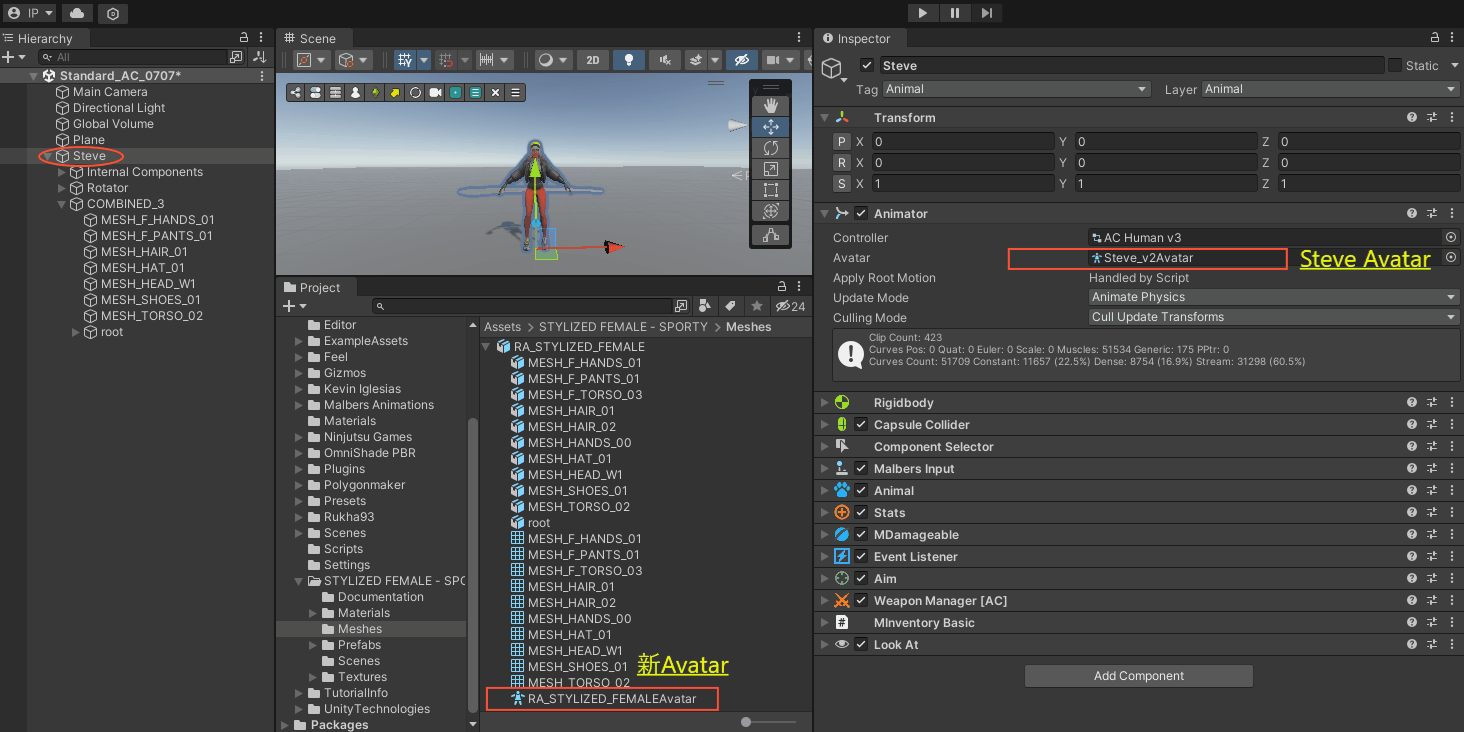 IP
Hierarchy
All
Standard_AC_0707*
Main Camera
Directional Light
Global Volume
Plane
Steve
Internal Components
Rotator
COMBINED_3
MESH_F_HANDS_01
MESH_F_PANTS_01
MESH_HAIR_01
MESH_HAT_01
MESH_HEAD_W1
MESH_SHOES_01
MESH_TORSO_02
root
Scene
2D
Project
24
Editor
ExampleAssets
Feel
Gizmos
Kevin Iglesias
Malbers Animations
Materials
Ninjutsu Games
OmniShade PBR
Plugins
Polygonmaker
Presets
Rukha93
Scenes
Scripts
Settings
STYLIZED FEMALE - SPO
Documentation
Materials
Meshes
Prefabs
Scenes
Textures
TutorialInfo
UnityTechnologies
Packages
Assets > STYLIZED FEMALE - SPORTY > Meshes
RA_STYLIZED_FEMALE
MESH_F_HANDS_01
MESH_F_PANTS_01
MESH_F_TORSO_03
MESH_HAIR_01
MESH_HAIR_02
MESH_HANDS_00
MESH_HAT_01
MESH_HEAD_W1
MESH_SHOES_01
MESH_TORSO_02
root
MESH_F_HANDS_01
MESH_F_PANTS_01
MESH_F_TORSO_03
MESH_HAIR_01
MESH_HAIR_02
MESH_HANDS_00
MESH_HAT_01
MESH_HEAD_W1
MESH_SHOES_01
新Avatar
MESH_TORSO_02
RA_STYLIZED_FEMALEAvatar
Inspector
Steve
Static
Tag Animal Layer Animal
Transform
P X 0 Y 0 Z 0
R X 0 Y 0 Z 0
S X 1 Y 1 Z 1
Animator
Controller AC Human v3
Avatar Steve_v2Avatar
Steve Avatar
Apply Root Motion Handled by Script
Update Mode Animate Physics
Culling Mode Cull Update Transforms
Clip Count: 423
Curves Pos: 0 Quat: 0 Euler: 0 Scale: 0 Muscles: 51534 Generic: 175 PPtr: 0
Curves Count: 51709 Constant: 11657 (22.5%) Dense: 8754 (16.9%) Stream: 31298 (60.5%)
Rigidbody
Capsule Collider
Component Selector
Malbers Input
Animal
Stats
MDamageable
Event Listener
Aim
Weapon Manager [AC]
MInventory Basic
Look At
Add Component